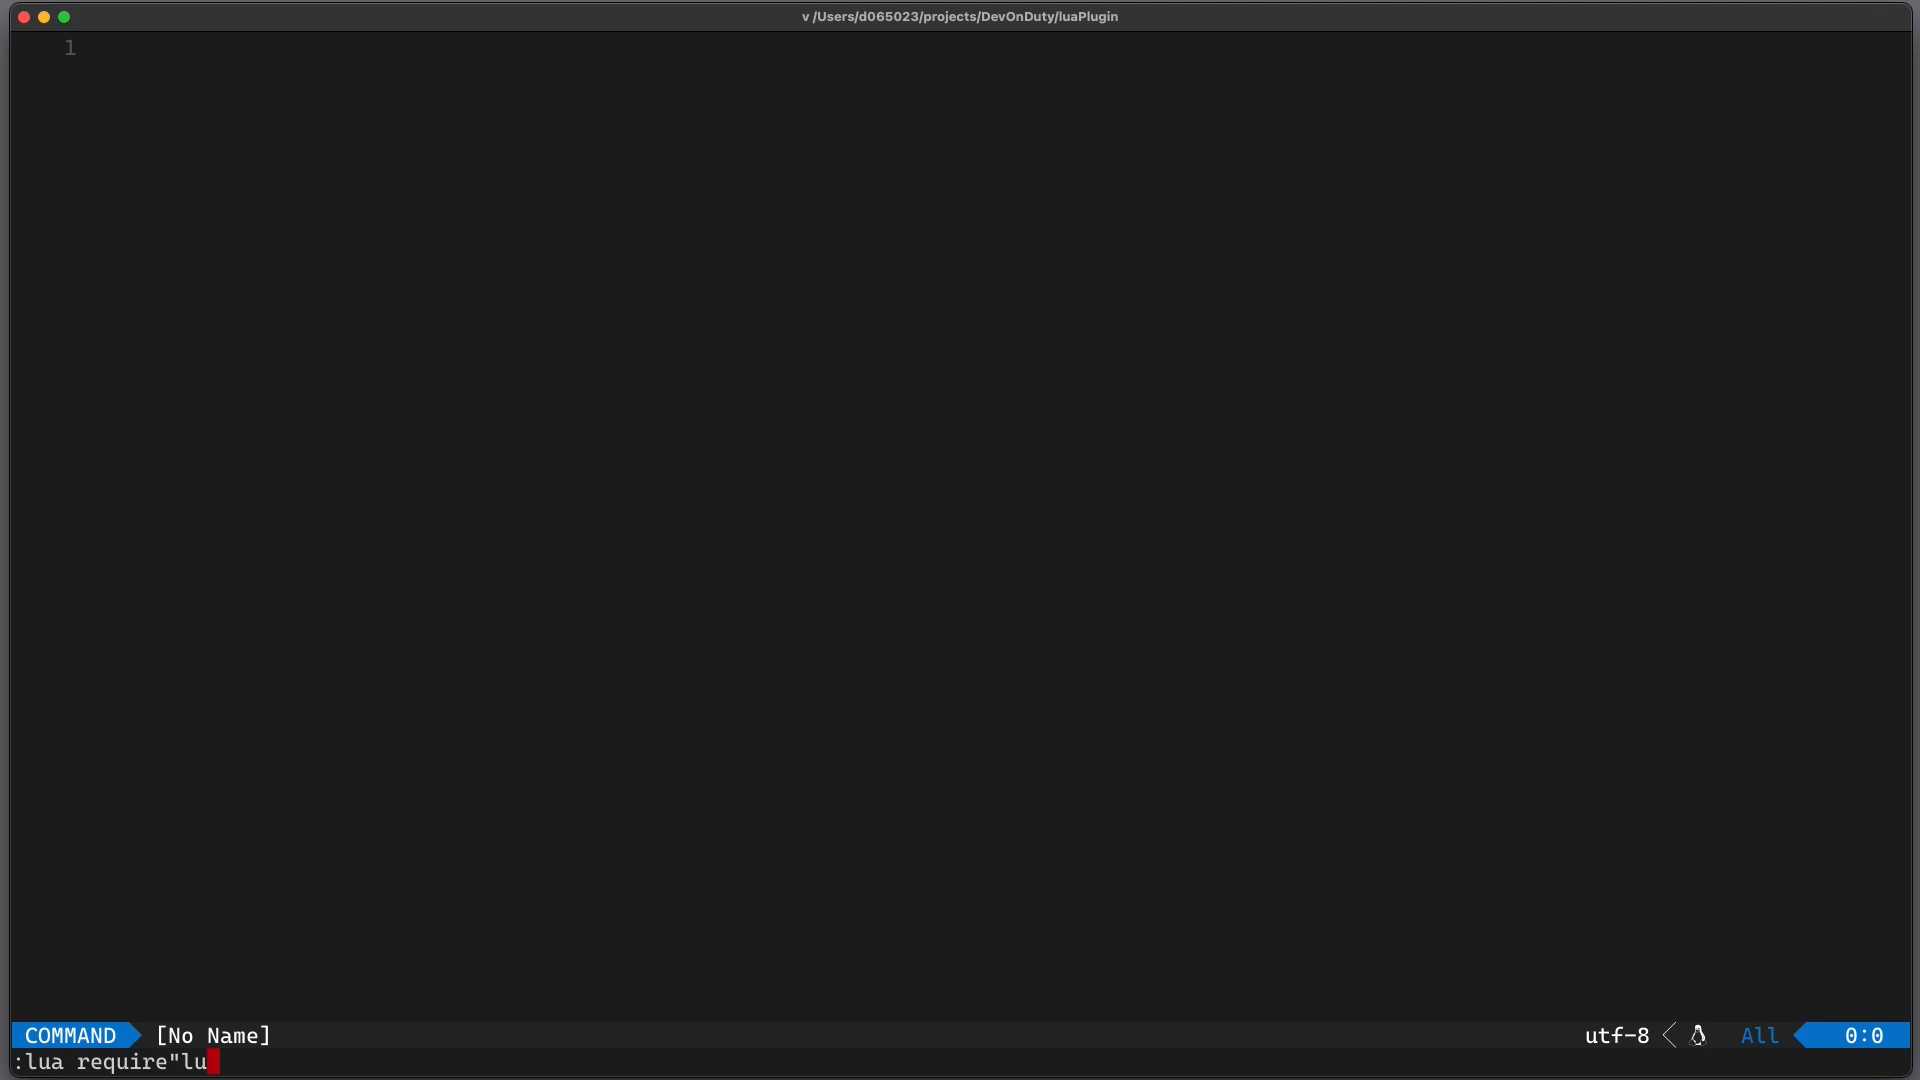 v /Users/d065023/projects/DevOnDuty/luaPlugin
1
COMMAND [No Name] utf-8 All 0:0
:lua require"lu